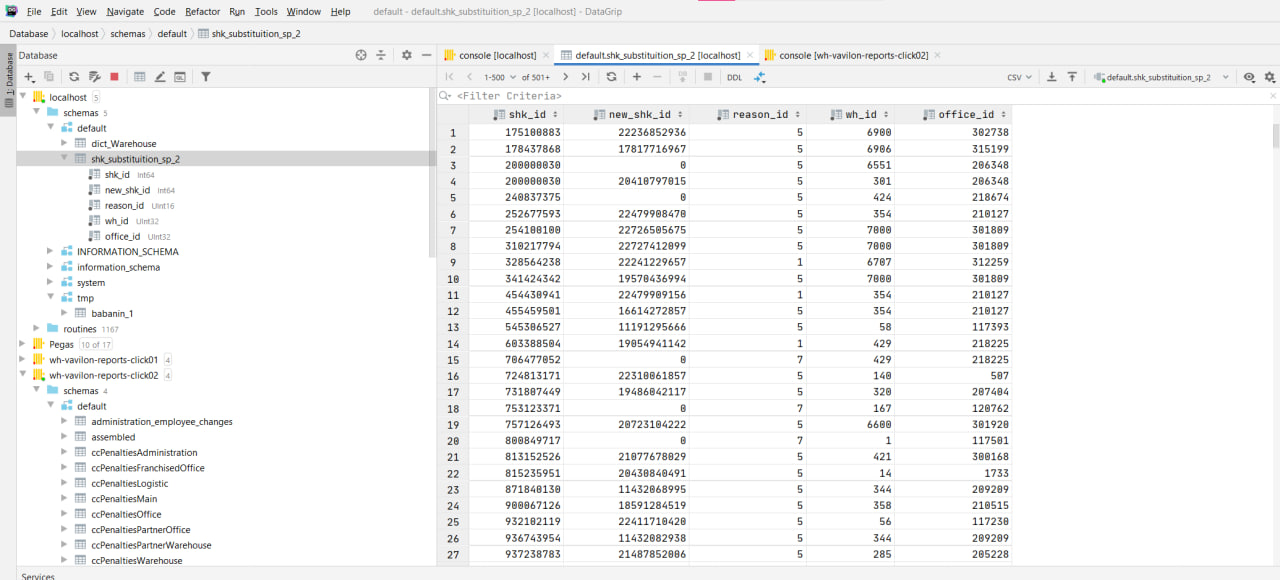 File Edit View Navigate Code Refactor Run Tools Window Help default - default.shk_substituition_sp_2 [localhost] - DataGrip
Database localhost schemas default shk_substituition_sp_2
1: Database
Database
console [localhost] default.shk_substituition_sp_2 [localhost] console [wh-vavilon-reports-click02]
1-500 of 501+ DDL CSV default.shk_substituition_sp_2
<Filter Criteria>
localhost 5
schemas 5
default
dict_Warehouse
shk_substituition_sp_2
shk_id Int64
new_shk_id Int64
reason_id UInt16
wh_id UInt32
office_id UInt32
INFORMATION_SCHEMA
information_schema
system
tmp
babanin_1
routines 1167
Pegas 10 of 17
wh-vavilon-reports-click01 4
wh-vavilon-reports-click02 4
schemas 4
default
administration_employee_changes
assembled
ccPenaltiesAdministration
ccPenaltiesFranchisedOffice
ccPenaltiesLogistic
ccPenaltiesMain
ccPenaltiesOffice
ccPenaltiesPartnerOffice
ccPenaltiesPartnerWarehouse
ccPenaltiesWarehouse
shk_id new_shk_id reason_id wh_id office_id
1 175100883 22236852936 5 6900 302738
2 178437868 17817716967 5 6906 315199
3 200000030 0 5 6551 206348
4 200000030 20410797015 5 301 206348
5 240837375 0 5 424 218674
6 252677593 22479908470 5 354 210127
7 254100100 22726505675 5 7000 301809
8 310217794 22727412099 5 7000 301809
9 328564238 22241229657 1 6707 312259
10 341424342 19570436994 5 7000 301809
11 454430941 22479909156 1 354 210127
12 455459501 16614272857 5 354 210127
13 545306527 11191295666 5 58 117393
14 603388504 19054941142 1 429 218225
15 706477052 0 7 429 218225
16 724813171 22310061857 5 140 507
17 731807449 19486042117 5 320 207404
18 753123371 0 7 167 120762
19 757126493 20723104222 5 6600 301920
20 800849717 0 7 1 117501
21 813152526 21077678029 5 421 300168
22 815235951 20430840491 5 14 1733
23 871840130 11432068995 5 344 209209
24 900067126 18591284519 5 358 210515
25 932102119 22411710420 5 56 117230
26 936743954 11432082938 5 344 209209
27 937238783 21487852006 5 285 205228
Services